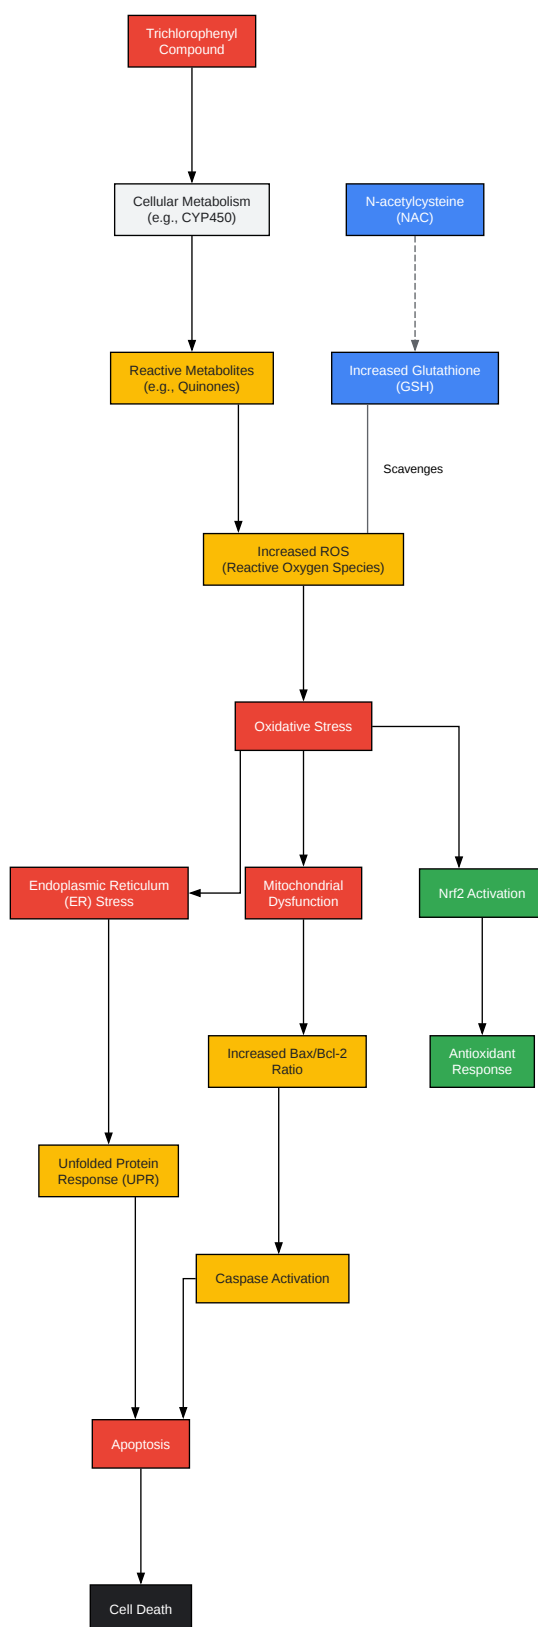 Trichlorophenyl
Compound
Cellular Metabolism
(e.g., CYP450)
N-acetylcysteine
(NAC)
Reactive Metabolites
(e.g., Quinones)
Increased Glutathione
(GSH)
Scavenges
Increased ROS
(Reactive Oxygen Species)
Oxidative Stress
Endoplasmic Reticulum
(ER) Stress
Mitochondrial
Dysfunction
Nrf2 Activation
Increased Bax/Bcl-2
Ratio
Antioxidant
Response
Unfolded Protein
Response (UPR)
Caspase Activation
Apoptosis
Cell Death